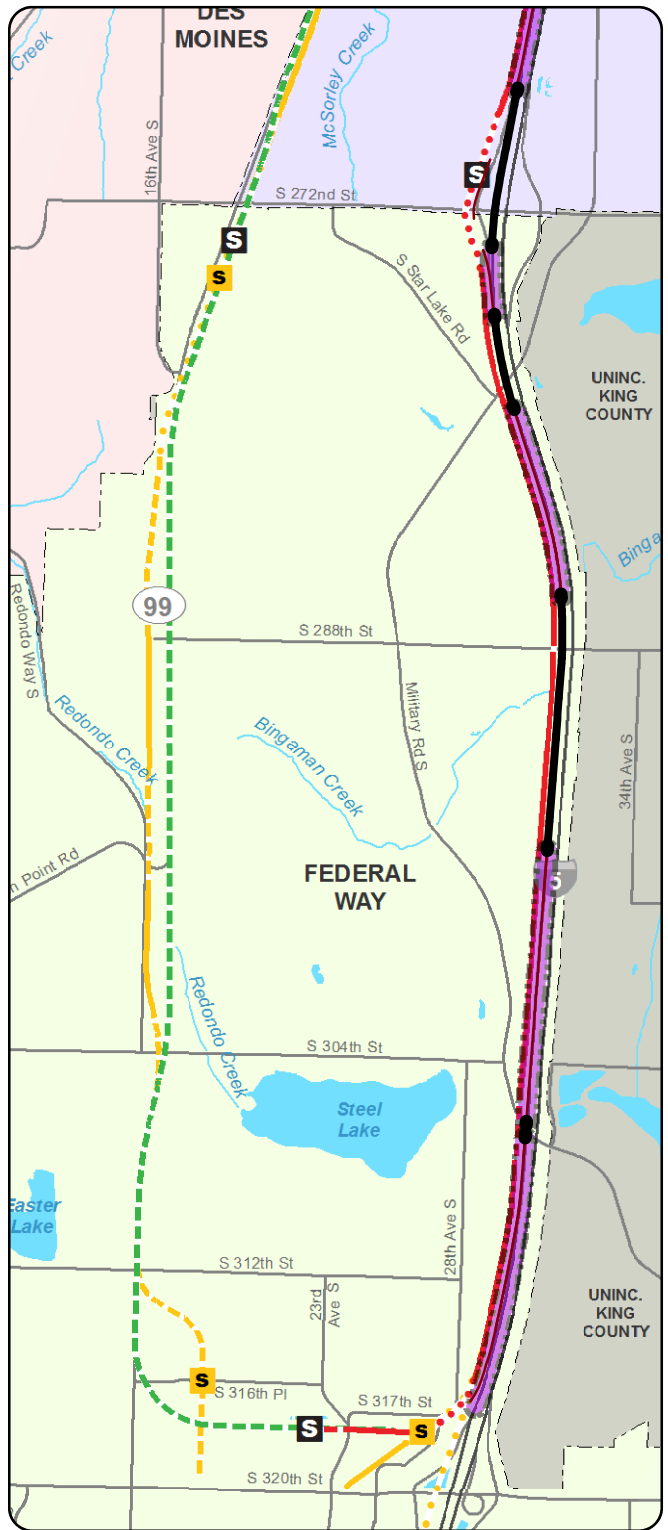 DES
MOINES
Creek
McSorley Creek
16th Ave S
S 272nd St
S
S
s
S Star Lake Rd
UNINC.
KING
COUNTY
Binga
99
Redondo Way S
S 288th St
Redondo Creek
Bingaman Creek
Military Rd S
34th Ave S
n Point Rd
FEDERAL
WAY
5
Redondo Creek
S 304th St
Steel
Lake
Easter
Lake
28th Ave S
S 312th St
23rd
Ave S
UNINC.
KING
COUNTY
s
S 316th Pl
S 317th St
S
s
S 320th St